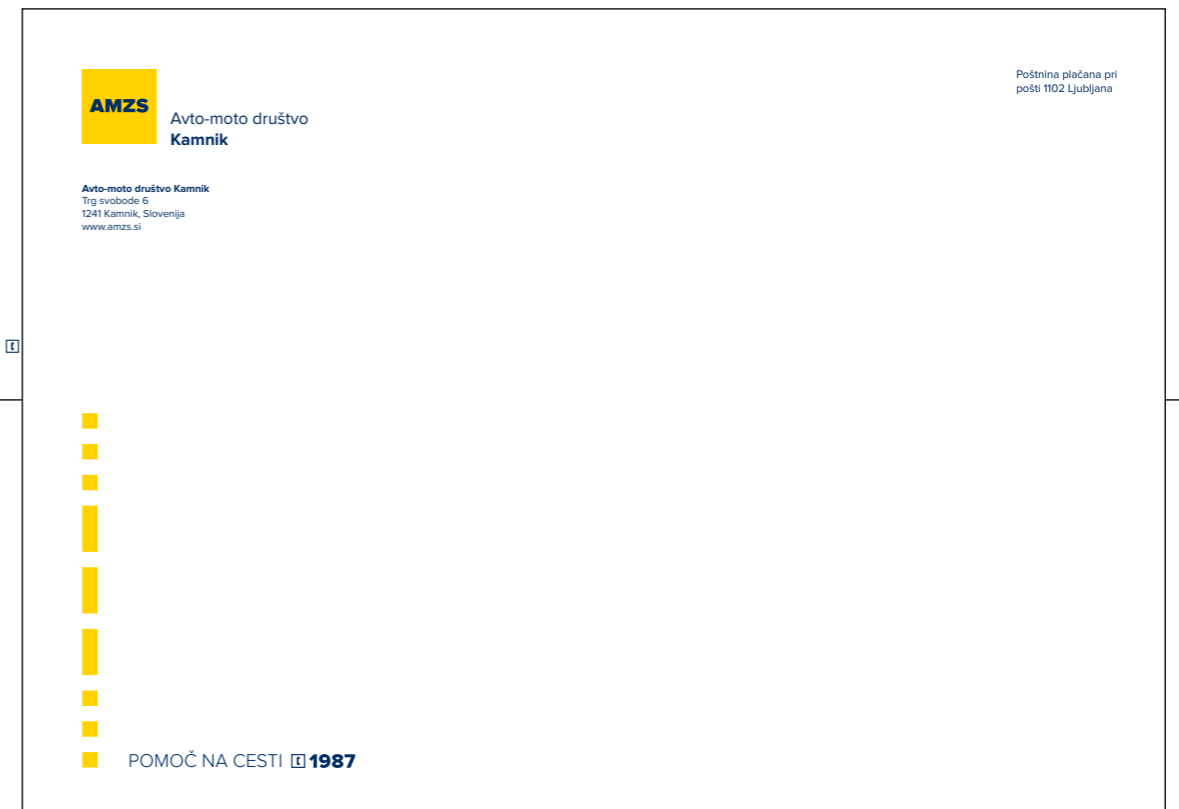 AMZS
Avto-moto društvo
Kamnik
Poštnina plačana pri
pošti 1102 Ljubljana
Avto-moto društvo Kamnik
Trg svobode 6
1241 Kamnik, Slovenija
www.amzs.si
POMOČ NA CESTI 1987